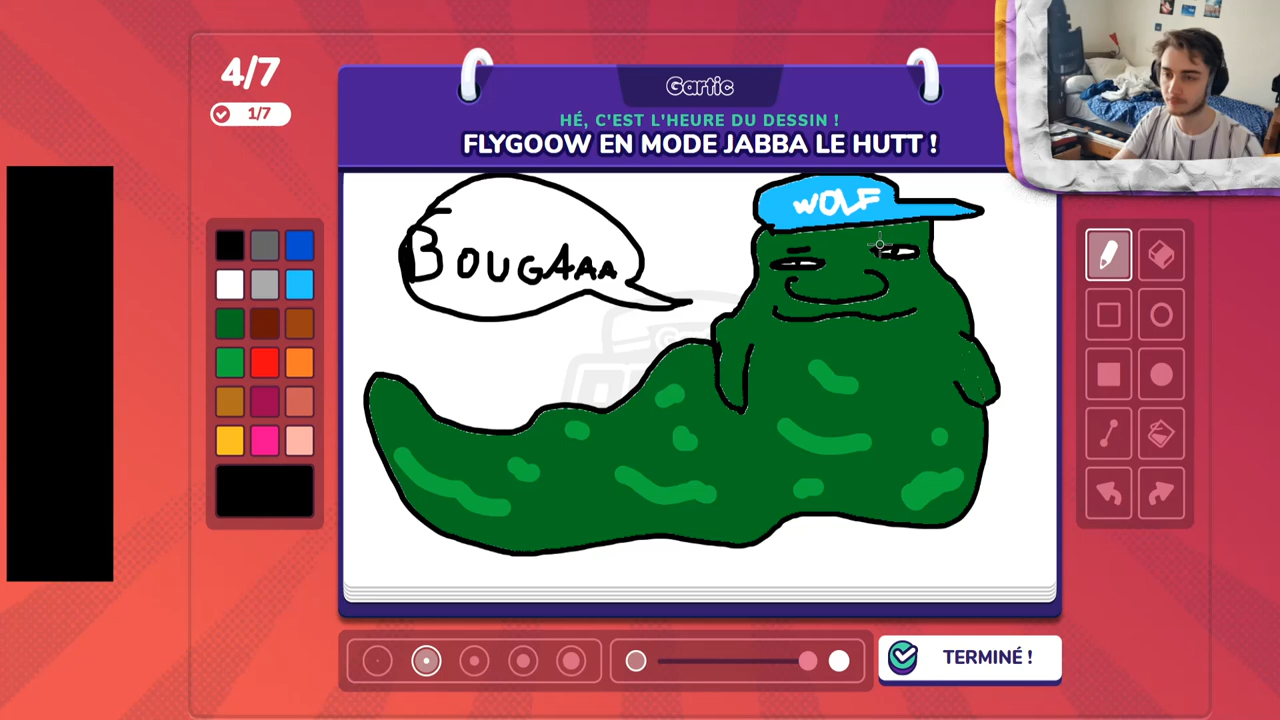 4/7
1/7
Gartic
HÉ, C'EST L'HEURE DU DESSIN !
FLYGOOW EN MODE JABBA LE HUTT !
WOLF
BOUGAAA
TERMINÉ !